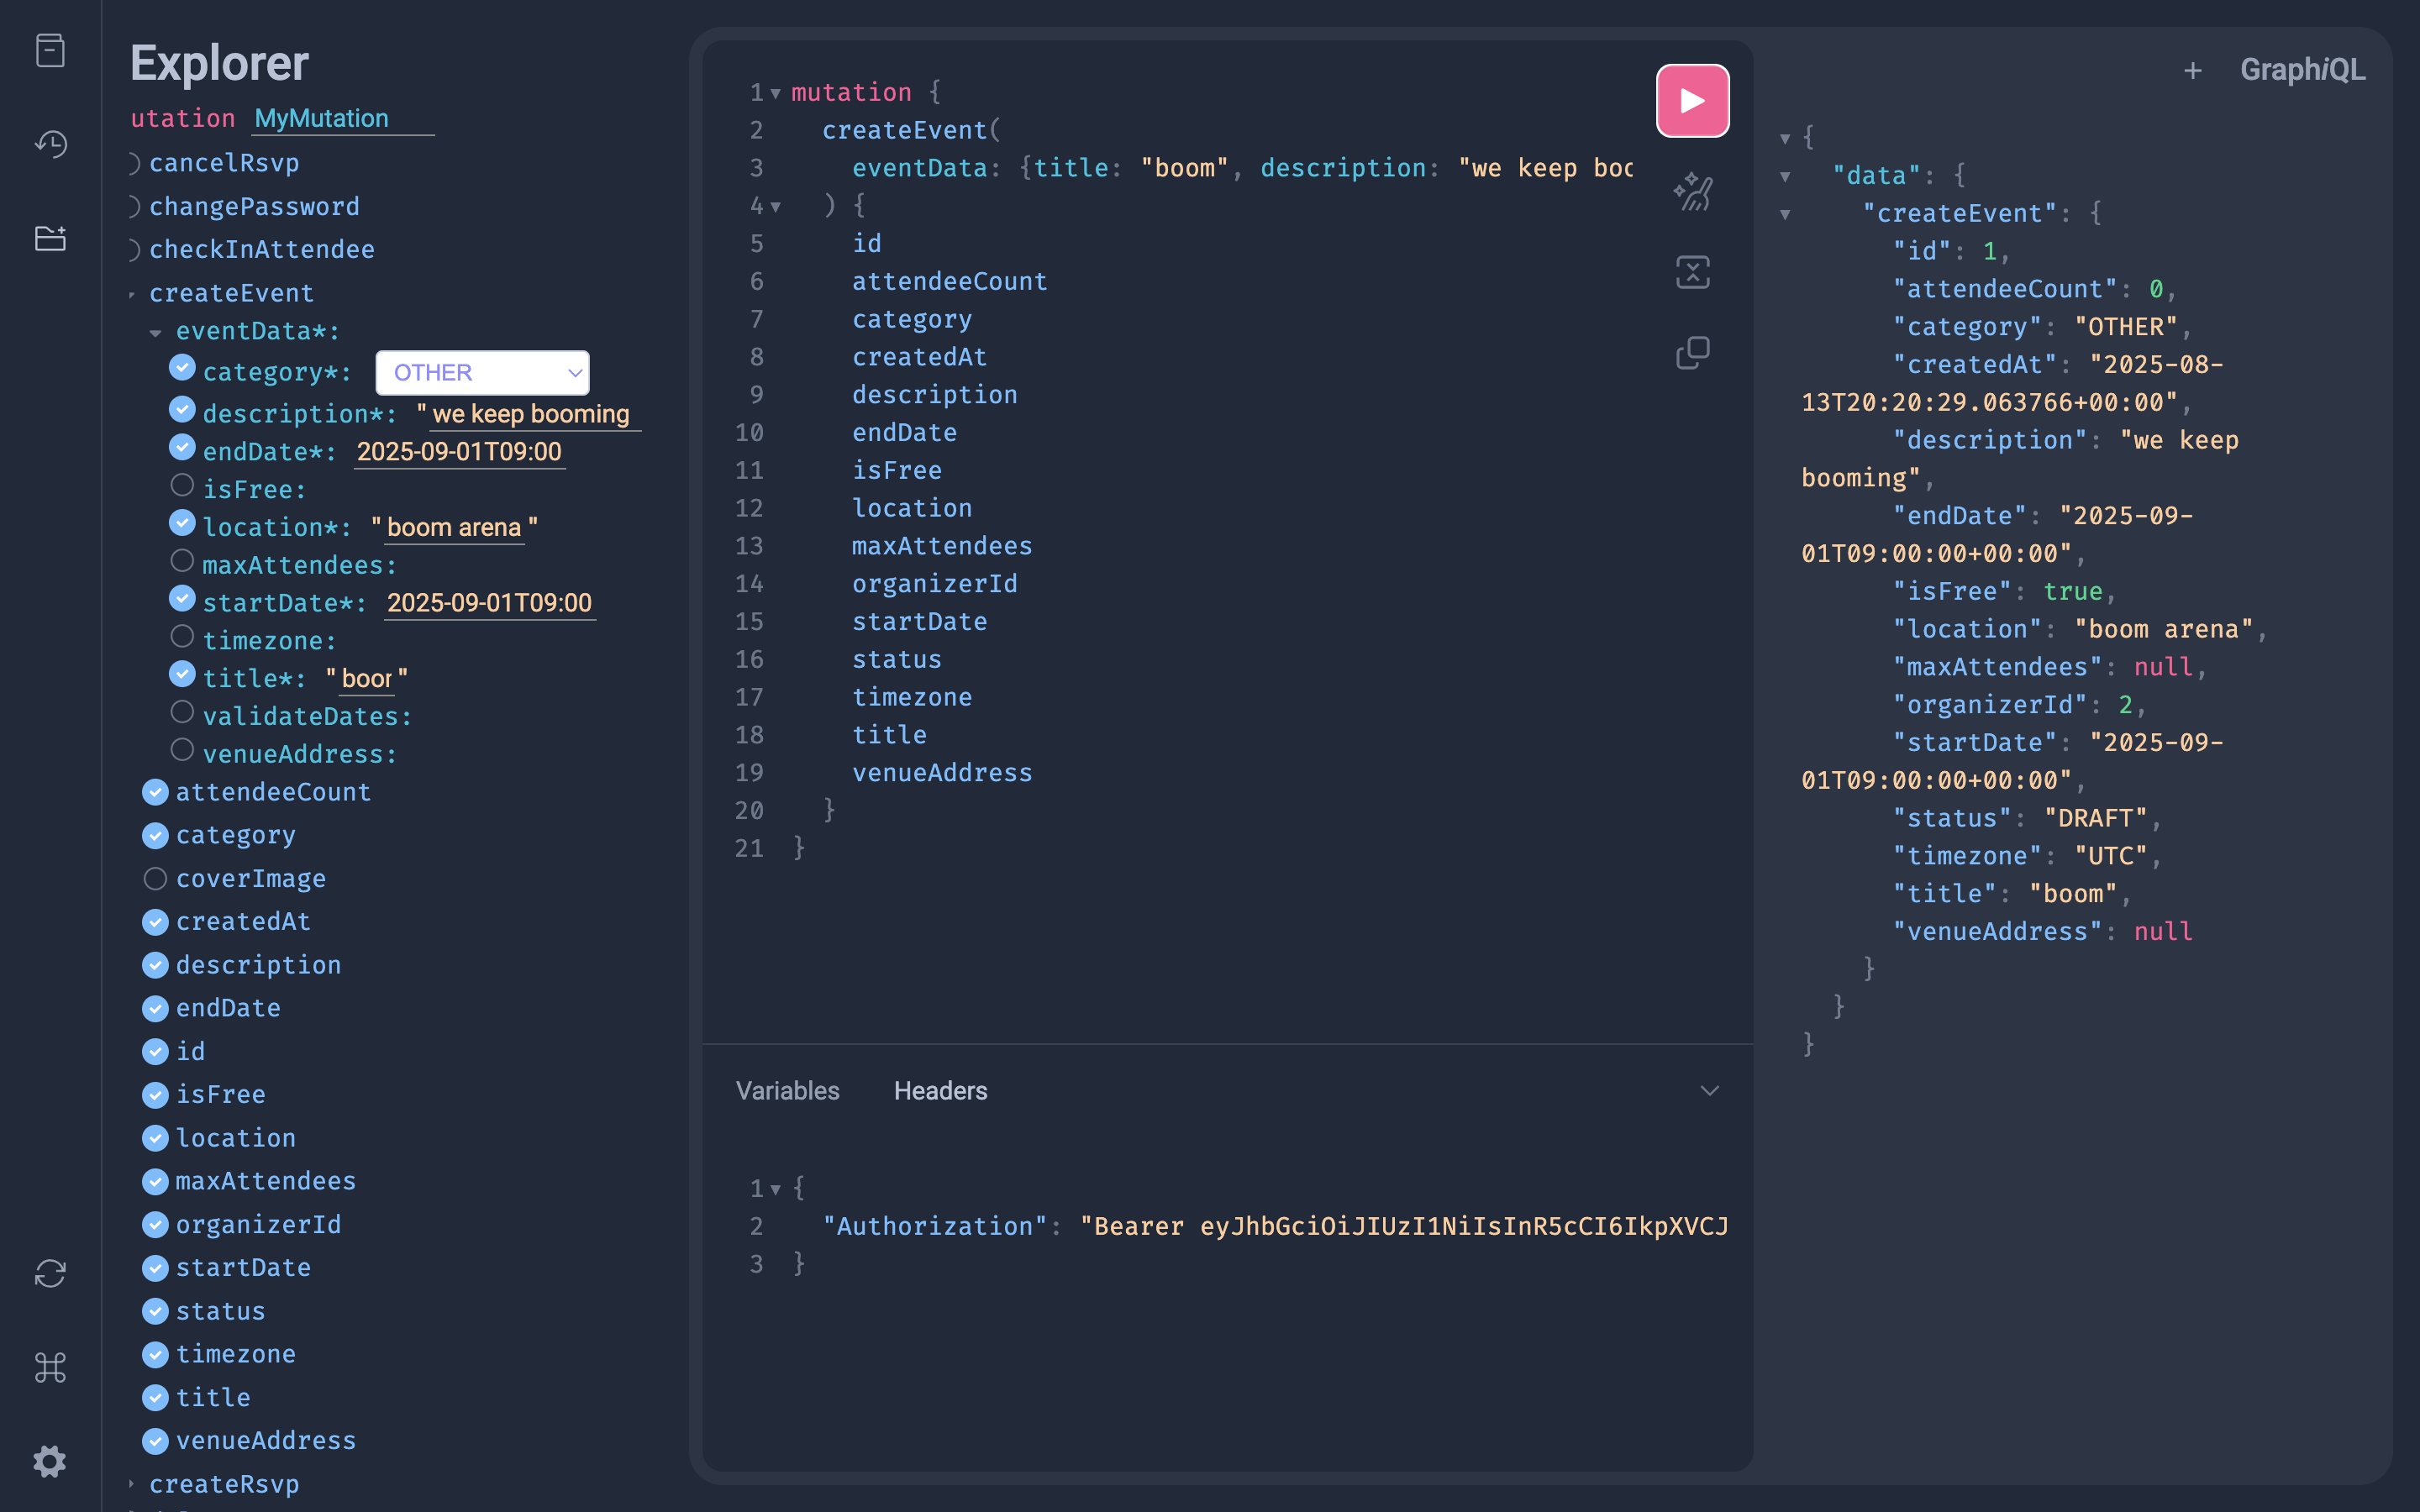 Explorer
utation MyMutation
cancelRsvp
changePassword
checkInAttendee
createEvent
eventData*:
category*: OTHER
description*: "we keep booming
endDate*: 2025-09-01T09:00
isFree:
location*: "boom arena"
maxAttendees:
startDate*: 2025-09-01T09:00
timezone:
title*: "boor"
validateDates:
venueAddress:
attendeeCount
category
coverImage
createdAt
description
endDate
id
isFree
location
maxAttendees
organizerId
startDate
status
timezone
title
venueAddress
createRsvp
1 mutation {
2 createEvent(
3 eventData: {title: "boom", description: "we keep boo
4 ) {
5 id
6 attendeeCount
7 category
8 createdAt
9 description
10 endDate
11 isFree
12 location
13 maxAttendees
14 organizerId
15 startDate
16 status
17 timezone
18 title
19 venueAddress
20 }
21 }
Variables Headers
1 {
2 "Authorization": "Bearer eyJhbGciOiJIUzI1NiIsInR5cCI6IkpXVCJ
3 }
+ GraphiQL
{
"data": {
"createEvent": {
"id": 1,
"attendeeCount": 0,
"category": "OTHER",
"createdAt": "2025-08-
13T20:20:29.063766+00:00",
"description": "we keep
booming",
"endDate": "2025-09-
01T09:00:00+00:00",
"isFree": true,
"location": "boom arena",
"maxAttendees": null,
"organizerId": 2,
"startDate": "2025-09-
01T09:00:00+00:00",
"status": "DRAFT",
"timezone": "UTC",
"title": "boom",
"venueAddress": null
}
}
}